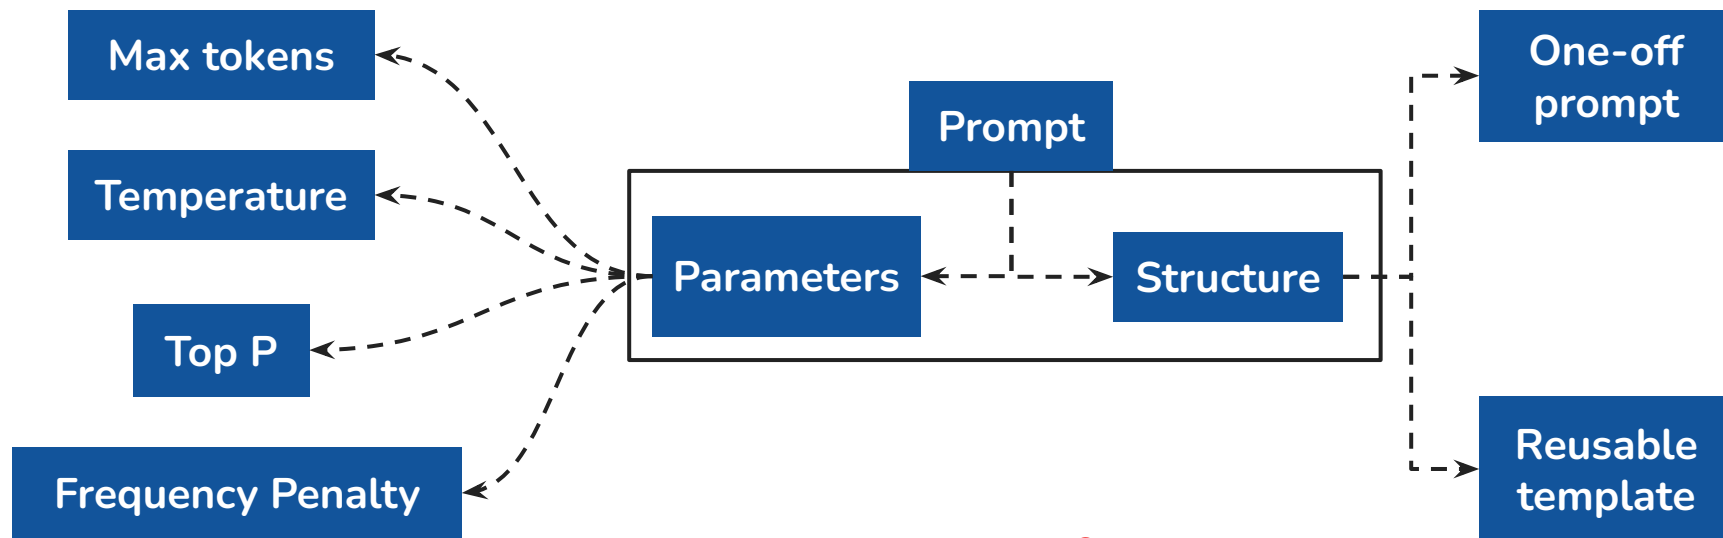 Max tokens
Temperature
Top P
Frequency Penalty
Prompt
Parameters
Structure
One-off
prompt
Reusable
template